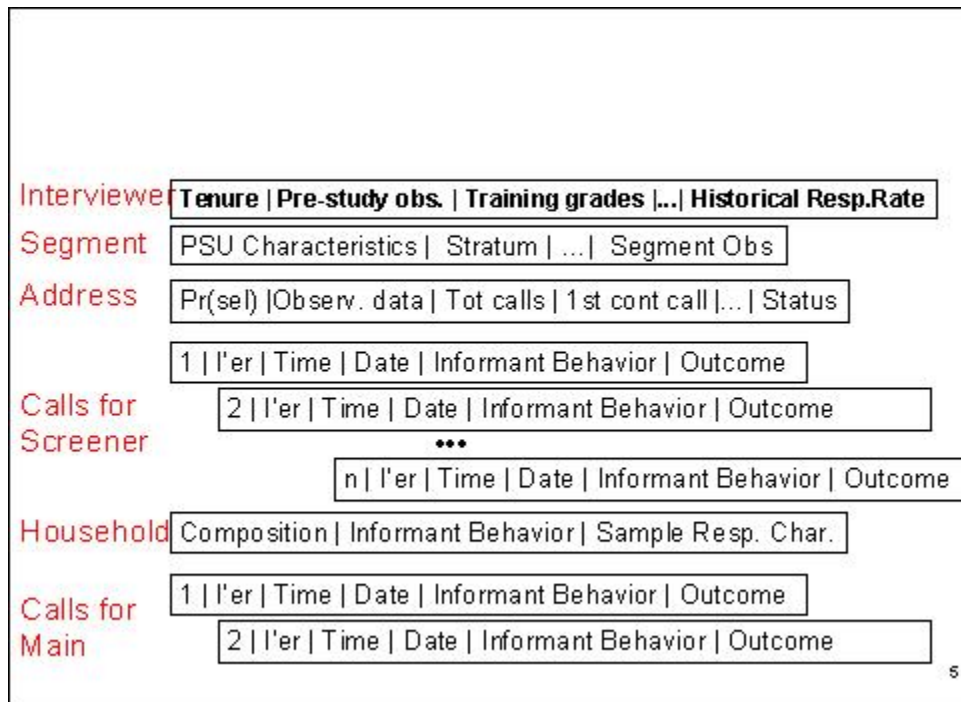 Interviewer Tenure | Pre-study obs. | Training grades |...| Historical Resp.Rate
Segment PSU Characteristics | Stratum | ...| Segment Obs
Address Pr(sel) |Observ. data | Tot calls | 1st cont call |...| Status
1 | I'er | Time | Date | Informant Behavior | Outcome
Calls for 2 | I'er | Time | Date | Informant Behavior | Outcome
Screener
•••
n | I'er | Time | Date | Informant Behavior | Outcome
Household Composition | Informant Behavior | Sample Resp. Char.
1 | I'er | Time | Date | Informant Behavior | Outcome
Calls for
Main 2 | I'er | Time | Date | Informant Behavior | Outcome
5